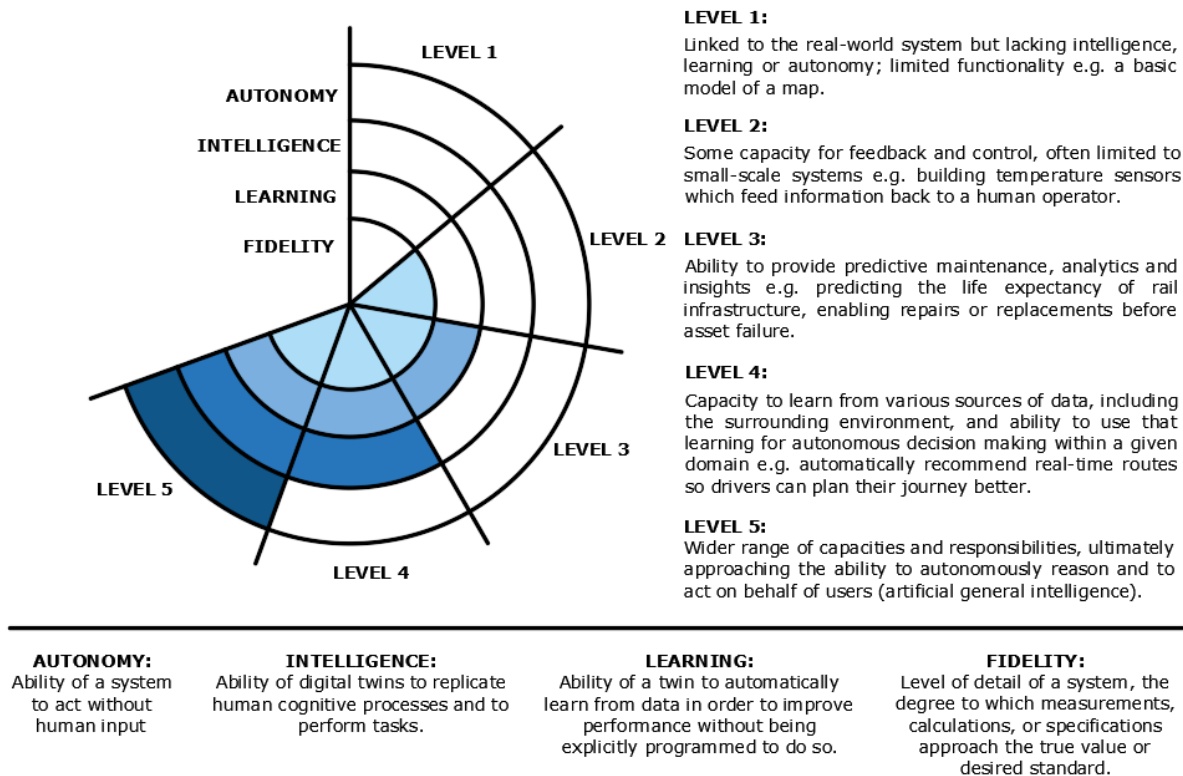 LEVEL 1
AUTONOMY
INTELLIGENCE
LEARNING
FIDELITY
LEVEL 2
LEVEL 3
LEVEL 4
LEVEL 5
LEVEL 1:
Linked to the real-world system but lacking intelligence,
learning or autonomy; limited functionality e.g. a basic
model of a map.
LEVEL 2:
Some capacity for feedback and control, often limited to
small-scale systems e.g. building temperature sensors
which feed information back to a human operator.
LEVEL 3:
Ability to provide predictive maintenance, analytics and
insights e.g. predicting the life expectancy of rail
infrastructure, enabling repairs or replacements before
asset failure.
LEVEL 4:
Capacity to learn from various sources of data, including
the surrounding environment, and ability to use that
learning for autonomous decision making within a given
domain e.g. automatically recommend real-time routes
so drivers can plan their journey better.
LEVEL 5:
Wider range of capacities and responsibilities, ultimately
approaching the ability to autonomously reason and to
act on behalf of users (artificial general intelligence).
AUTONOMY:
Ability of a system
to act without
human input
INTELLIGENCE:
Ability of digital twins to replicate
human cognitive processes and to
perform tasks.
LEARNING:
Ability of a twin to automatically
learn from data in order to improve
performance without being
explicitly programmed to do so.
FIDELITY:
Level of detail of a system, the
degree to which measurements,
calculations, or specifications
approach the true value or
desired standard.